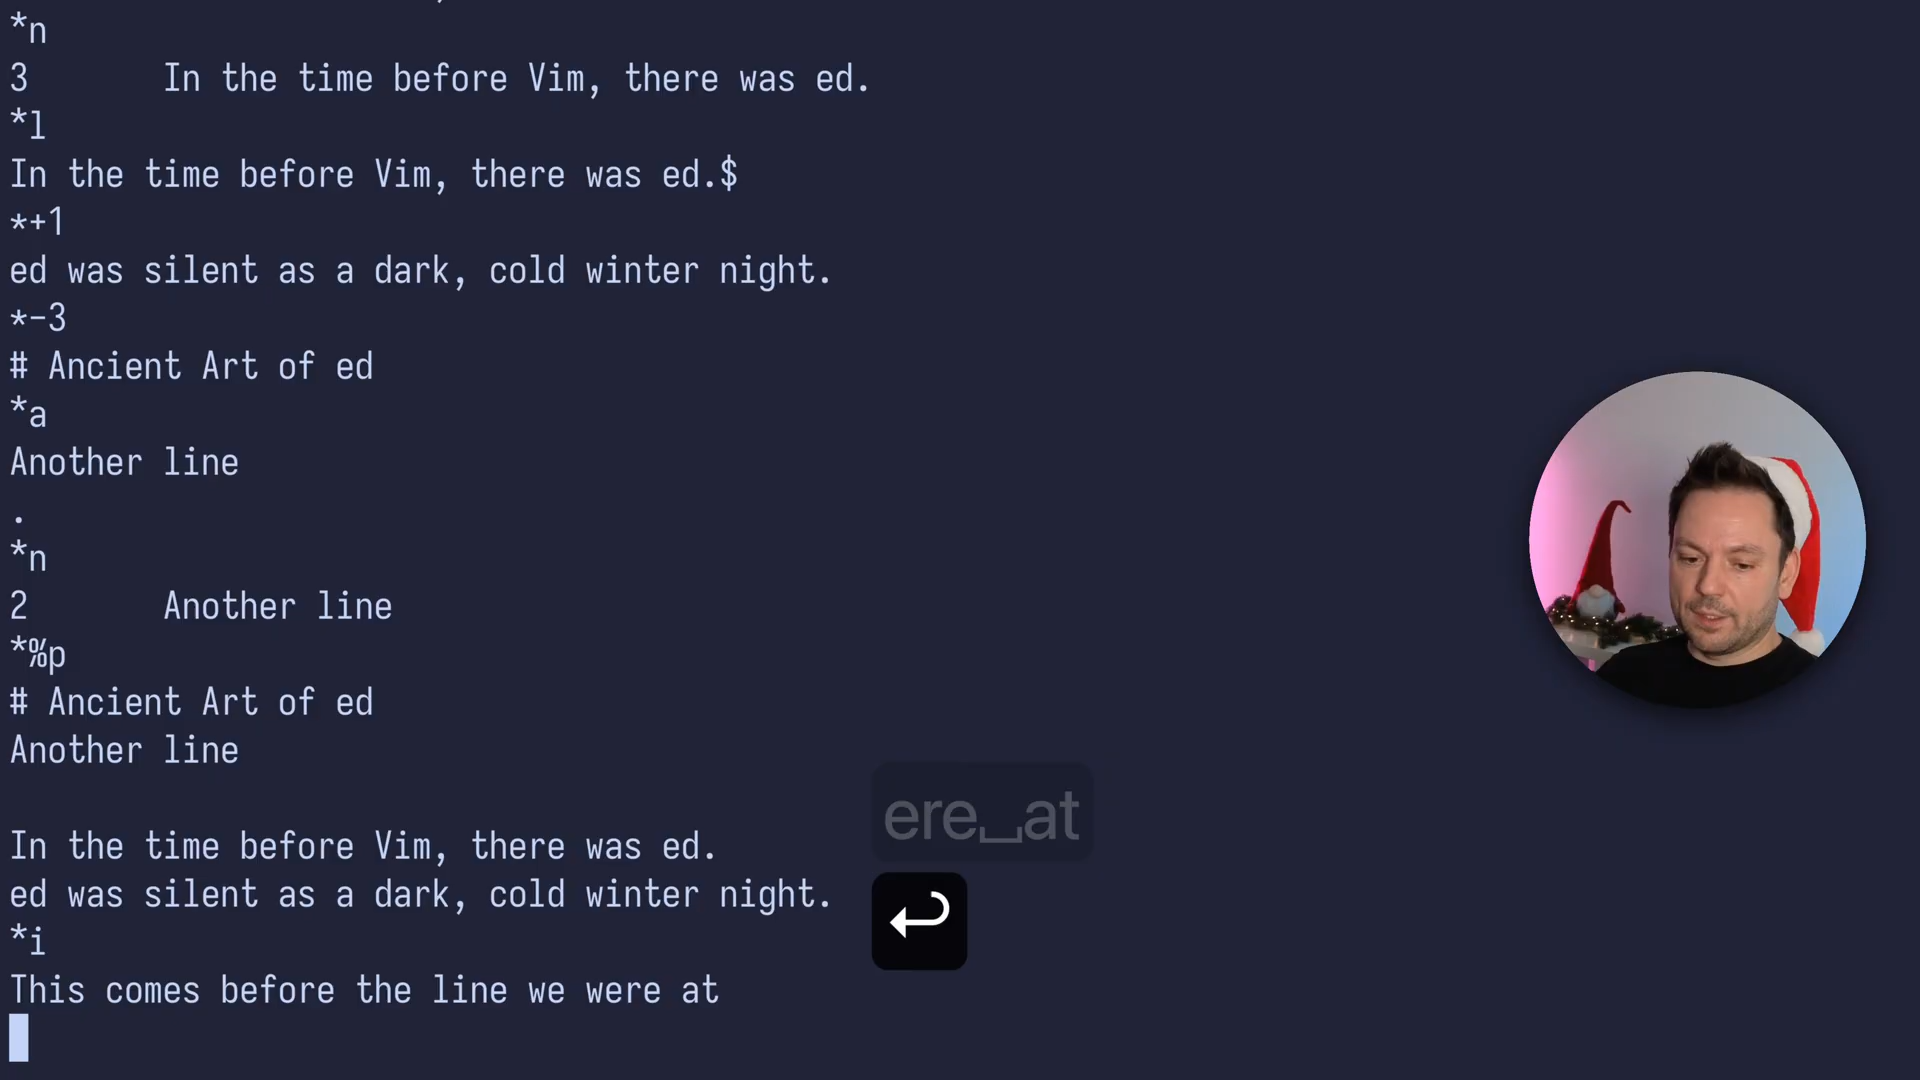 *n
3 In the time before Vim, there was ed.
*l
In the time before Vim, there was ed.$
*+1
ed was silent as a dark, cold winter night.
*-3
# Ancient Art of ed
*a
Another line
.
*n
2 Another line
*%p
# Ancient Art of ed
Another line
In the time before Vim, there was ed.
ed was silent as a dark, cold winter night.
*i
This comes before the line we were at
ere␣at